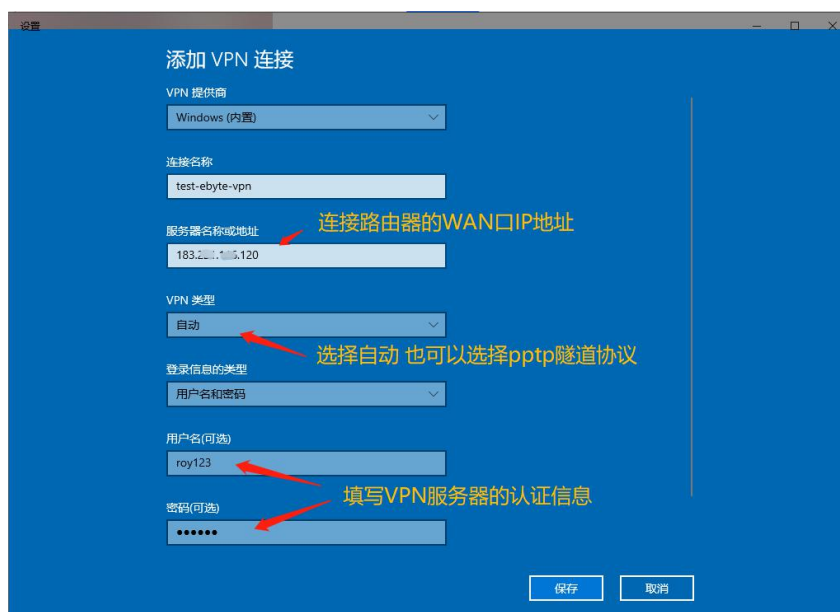 设置
添加 VPN 连接
VPN 提供商
Windows (内置)
连接名称
test-ebyte-vpn
服务器名称或地址
连接路由器的WAN口IP地址
183.      .120
VPN 类型
自动
选择自动 也可以选择pptp隧道协议
登录信息的类型
用户名和密码
用户名(可选)
roy123
填写VPN服务器的认证信息
密码(可选)
●●●●●●
保存
取消